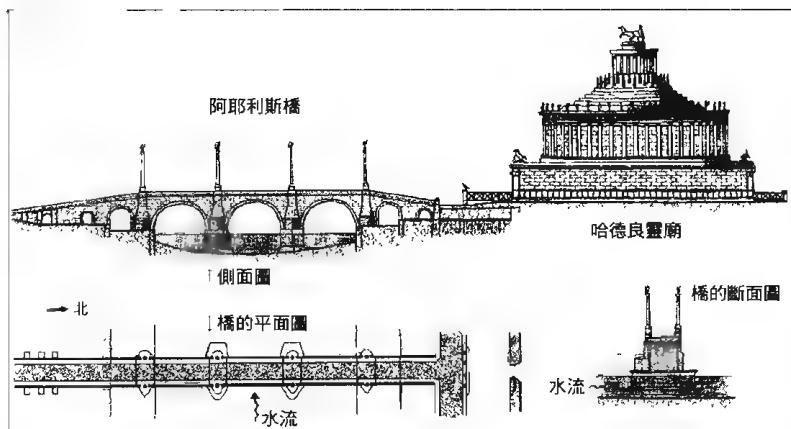 阿耶利斯橋
哈德良靈廟
側面圖
北
橋的平面圖
橋的斷面圖
水流
水流